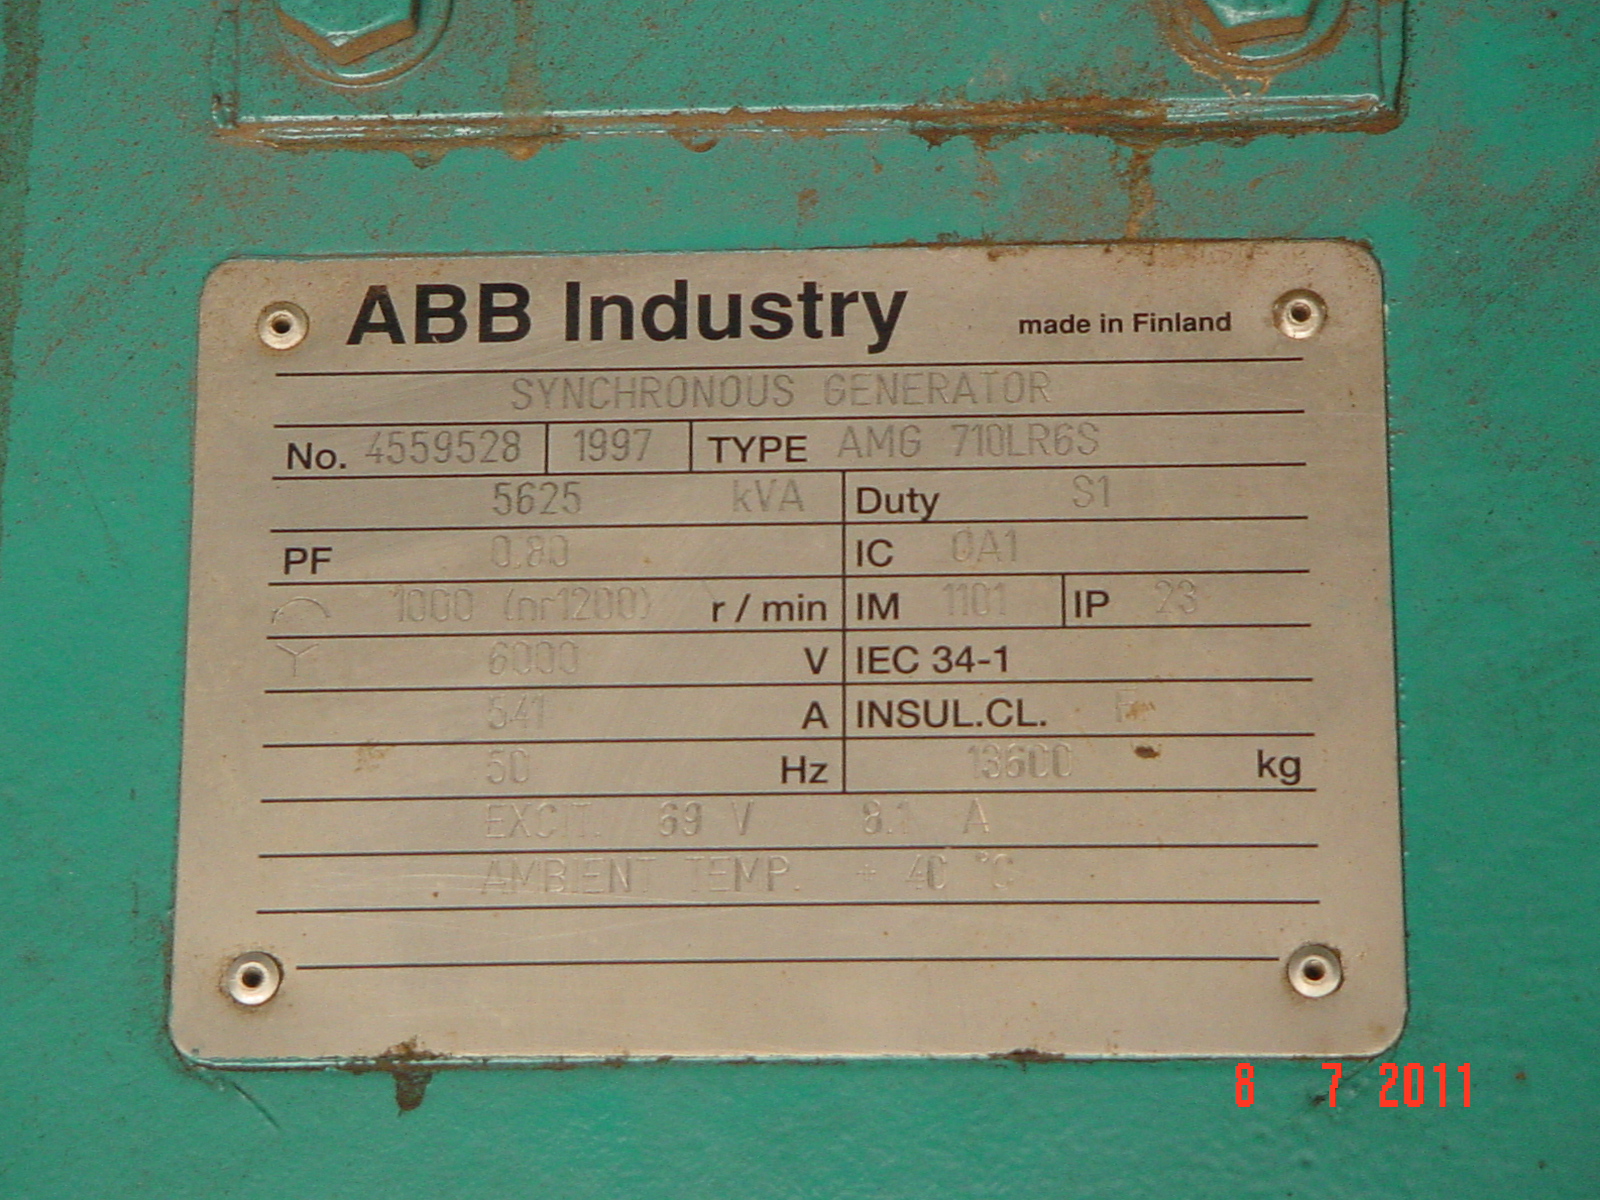 ABB Industry made in Finland
SYNCHRONOUS GENERATOR
No. 4559528 1997 TYPE AMG 710LR6S
5625 kVA Duty S1
PF 0.80 IC 0A1
1000 (nr1200) r / min IM 1101 IP 23
Y 6000 V IEC 34-1
541 A INSUL.CL. F
50 Hz 13600 kg
EXCIT. 69 V 8.1 A
AMBIENT TEMP. + 40 °C
8 7 2011